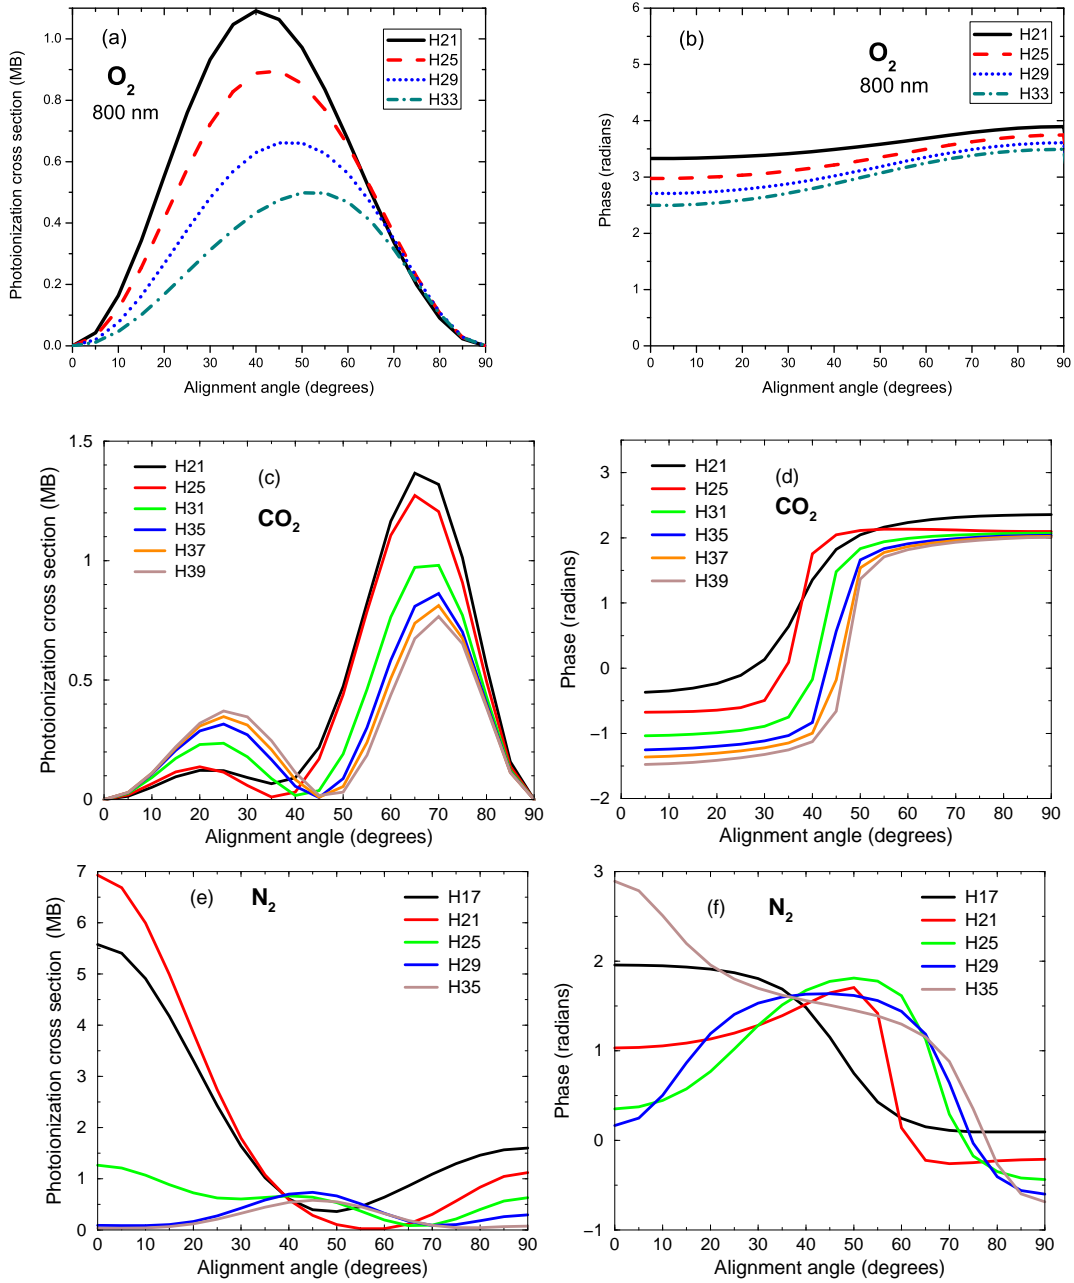 (a)
O2
800 nm
H21
H25
H29
H33
Photoionization cross section (MB)
1.0
0.8
0.6
0.4
0.2
0.0
0 10 20 30 40 50 60 70 80 90
Alignment angle (degrees)
(b)
O2
800 nm
H21
H25
H29
H33
Phase (radians)
6
5
4
3
2
1
0
0 10 20 30 40 50 60 70 80 90
Alignment angle (degrees)
(c)
CO2
H21
H25
H31
H35
H37
H39
Photoionization cross section (MB)
1.5
1
0.5
0
0 10 20 30 40 50 60 70 80 90
Alignment angle (degrees)
(d)
CO2
H21
H25
H31
H35
H37
H39
Phase (radians)
3
2
1
0
−1
−2
0 10 20 30 40 50 60 70 80 90
Alignment angle (degrees)
(e)
N2
H17
H21
H25
H29
H35
Photoionization cross section (MB)
7
6
5
4
3
2
1
0
0 10 20 30 40 50 60 70 80 90
Alignment angle (degrees)
(f)
N2
H17
H21
H25
H29
H35
Phase (radians)
3
2
1
0
−1
0 10 20 30 40 50 60 70 80 90
Alignment angle (degrees)